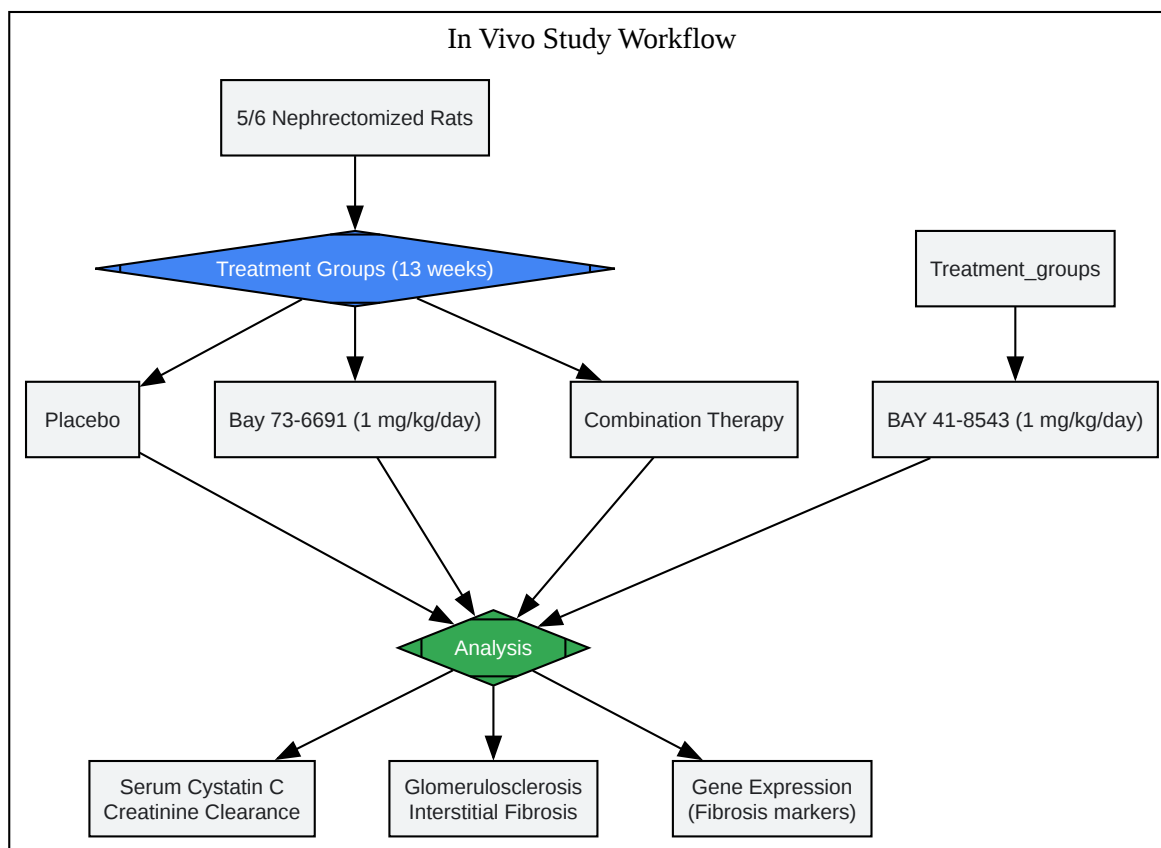 In Vivo Study Workflow
5/6 Nephrectomized Rats
Treatment Groups (13 weeks)
Treatment_groups
Placebo
Bay 73-6691 (1 mg/kg/day)
Combination Therapy
BAY 41-8543 (1 mg/kg/day)
Analysis
Serum Cystatin C
Creatinine Clearance
Glomerulosclerosis
Interstitial Fibrosis
Gene Expression
(Fibrosis markers)